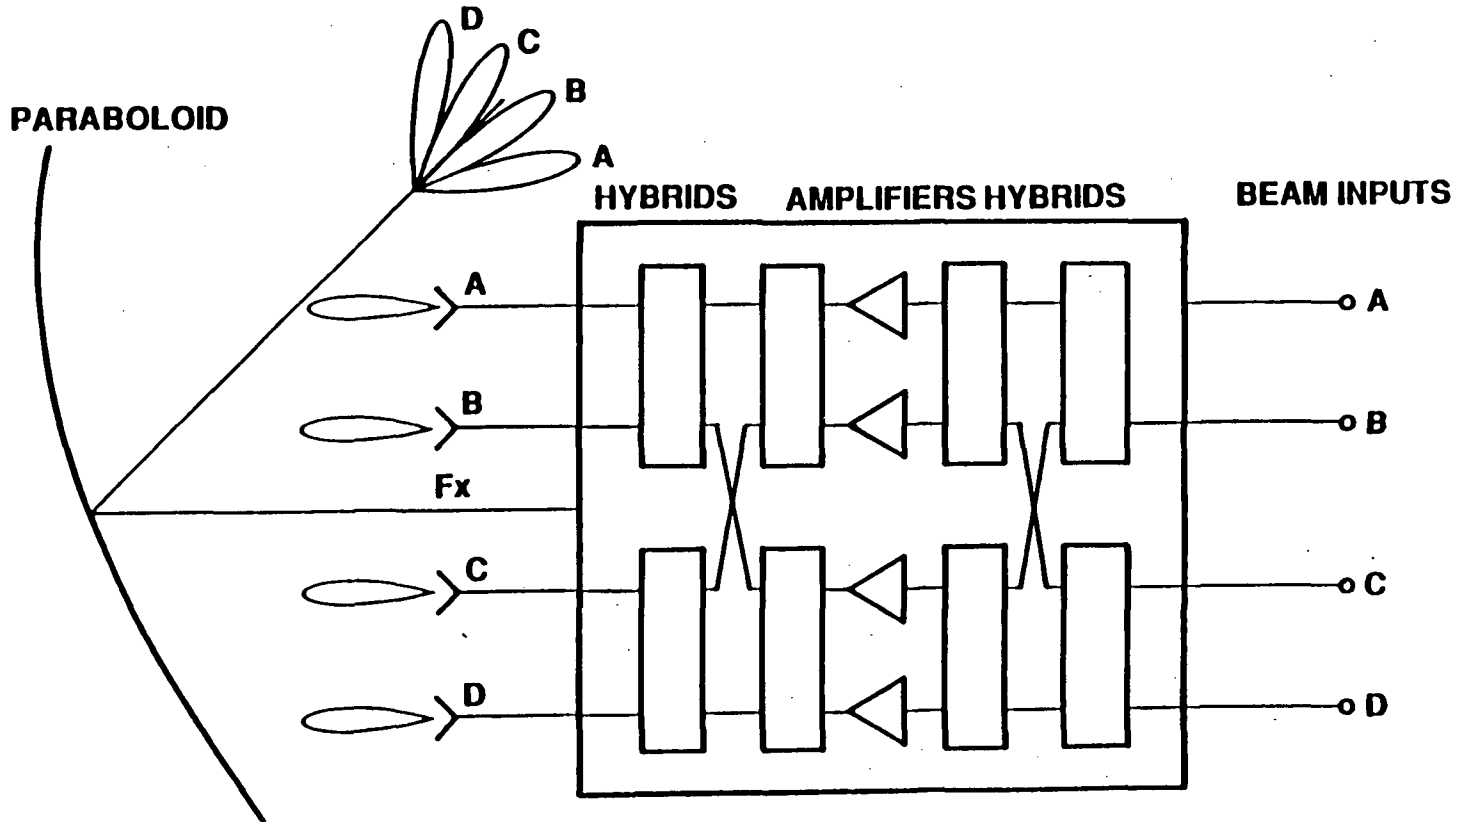 D
C
B
A
PARABOLOID
HYBRIDS AMPLIFIERS HYBRIDS BEAM INPUTS
A A
B B
Fx
C C
D D